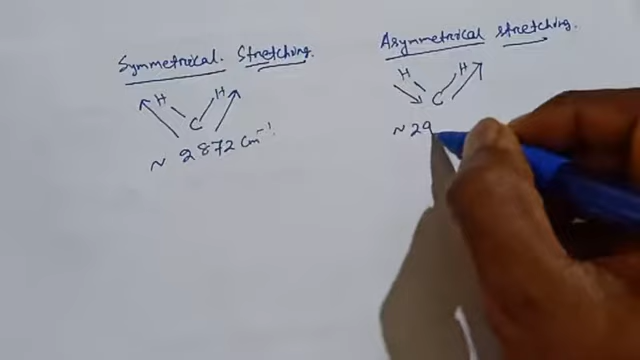 Symmetrical. Stretching.
Asymmetrical stretching.
H H
C
~ 2872 cm⁻¹
H H
C
~ 29